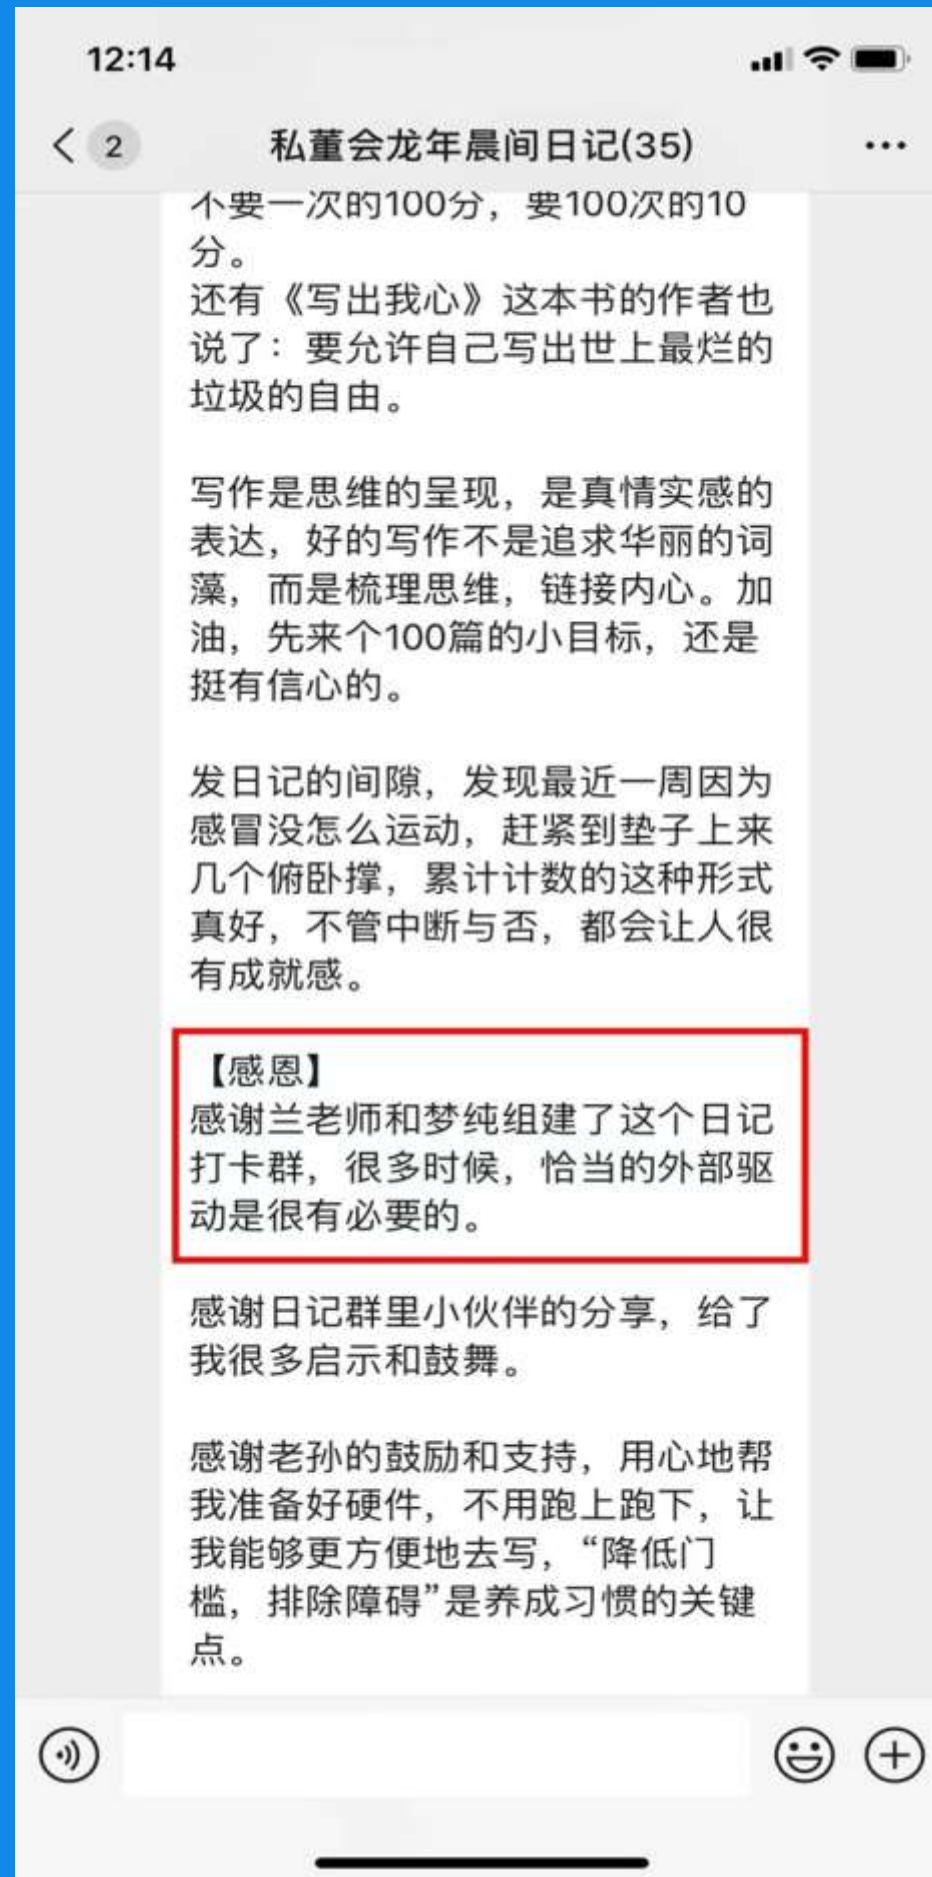 12:14
2
私董会龙年晨间日记(35)
不要一次的100分，要100次的10
分。
还有《写出我心》这本书的作者也
说了：要允许自己写出世上最烂的
垃圾的自由。
写作是思维的呈现，是真情实感的
表达，好的写作不是追求华丽的词
藻，而是梳理思维，链接内心。加
油，先来个100篇的小目标，还是
挺有信心的。
发日记的间隙，发现最近一周因为
感冒没怎么运动，赶紧到垫子上来
几个俯卧撑，累计计数的这种形式
真好，不管中断与否，都会让人很
有成就感。
【感恩】
感谢兰老师和梦纯组建了这个日记
打卡群，很多时候，恰当的外部驱
动是很有必要的。
感谢日记群里小伙伴的分享，给了
我很多启示和鼓舞。
感谢老孙的鼓励和支持，用心地帮
我准备好硬件，不用跑上跑下，让
我能够更方便地去写，“降低门
槛，排除障碍”是养成习惯的关键
点。